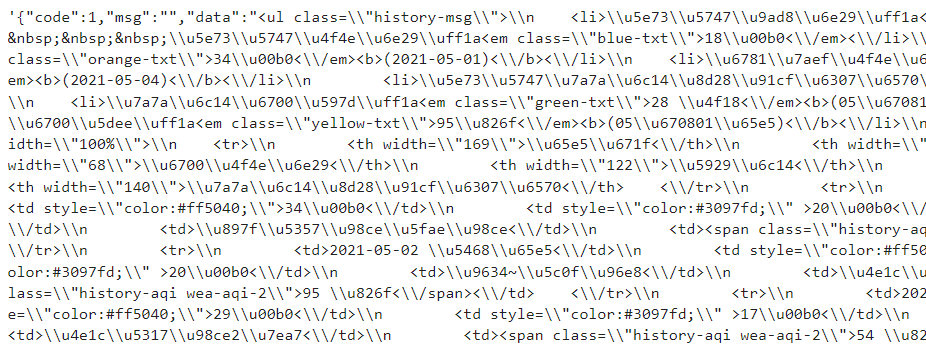 '{"code":1,"msg":"","data":"<ul class=\\"history-msg\\">\\n    <li>\\u5e73\\u5747\\u9ad8\\u6e29\\uff1a<
&nbsp;&nbsp;&nbsp;\\u5e73\\u5747\\u4f4e\\u6e29\\uff1a<em class=\\"blue-txt\\">18\\u00b0<\\/em><\\/li>\\
class=\\"orange-txt\\">34\\u00b0<\\/em><b>(2021-05-01)<\\/b><\\/li>\\n    <li>\\u6781\\u7aef\\u4f4e\\u6
em><b>(2021-05-04)<\\/b><\\/li>\\n    <li>\\u5e73\\u5747\\u7a7a\\u6c14\\u8d28\\u91cf\\u6307\\u6570\
\\n    <li>\\u7a7a\\u6c14\\u6700\\u597d\\uff1a<em class=\\"green-txt\\">28 \\u4f18<\\/em><b>(05\\u67081
\\u6700\\u5dee\\uff1a<em class=\\"yellow-txt\\">95\\u826f<\\/em><b>(05\\u670801\\u65e5)<\\/b><\\/li>\\n
idth=\\"100%\\">\\n    <tr>\\n        <th width=\\"169\\">\\u65e5\\u671f<\\/th>\\n        <th width=\\"
width=\\"68\\">\\u6700\\u4f4e\\u6e29<\\/th>\\n        <th width=\\"122\\">\\u5929\\u6c14<\\/th>\\n
<th width=\\"140\\">\\u7a7a\\u6c14\\u8d28\\u91cf\\u6307\\u6570<\\/th>    <\\/tr>\\n        <tr>\\n
<td style=\\"color:#ff5040;\\">34\\u00b0<\\/td>\\n        <td style=\\"color:#3097fd;\\" >20\\u00b0<\\/
\\/td>\\n        <td>\\u897f\\u5357\\u98ce\\u5fae\\u98ce<\\/td>\\n        <td><span class=\\"history-aq
\\/tr>\\n        <tr>\\n        <td>2021-05-02 \\u5468\\u65e5<\\/td>\\n        <td style=\\"color:#ff50
olor:#3097fd;\\" >20\\u00b0<\\/td>\\n        <td>\\u9634~\\u5c0f\\u96e8<\\/td>\\n        <td>\\u4e1c\\u
lass=\\"history-aqi wea-aqi-2\\">95 \\u826f<\\/span><\\/td>    <\\/tr>\\n        <tr>\\n        <td>202
e=\\"color:#ff5040;\\">29\\u00b0<\\/td>\\n        <td style=\\"color:#3097fd;\\" >17\\u00b0<\\/td>\\n
<td>\\u4e1c\\u5317\\u98ce2\\u7ea7<\\/td>\\n        <td><span class=\\"history-aqi wea-aqi-2\\">54 \\u82